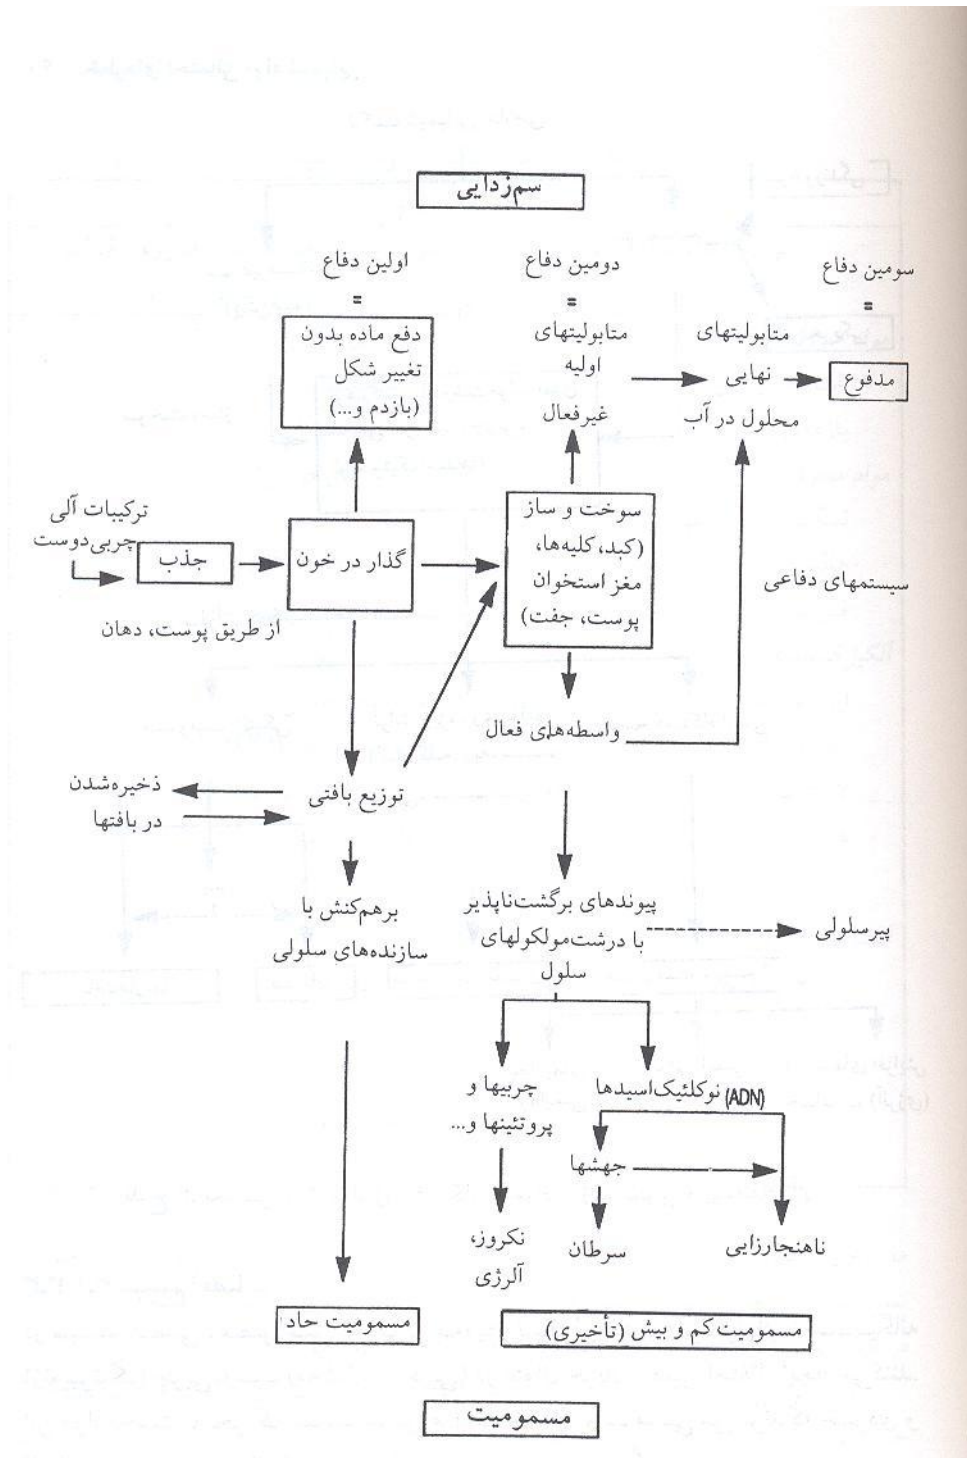 سم‌زدایی
اولین دفاع
=
دفع ماده بدون
تغییر شکل
(بازدم و...)
دومین دفاع
=
متابولیتهای
اولیه
غیرفعال
سومین دفاع
=
متابولیتهای
نهایی
محلول در آب
مدفوع
ترکیبات آلی
چربی‌دوست
جذب
از طریق پوست، دهان
گذار در خون
سوخت و ساز
(کبد، کلیه‌ها،
مغز استخوان
پوست، جفت)
سیستمهای دفاعی
واسطه‌های فعال
توزیع بافتی
ذخیره‌شدن
در بافتها
برهم‌کنش با
سازنده‌های سلولی
پیوندهای برگشت‌ناپذیر
با درشت‌مولکولهای
سلول
پیرسلولی
چربیها و
پروتئینها و...
نوکلئیک‌اسیدها (ADN)
جهشها
نکروز،
آلرژی
سرطان
ناهنجارزایی
مسمومیت حاد
مسمومیت کم و بیش (تأخیری)
مسمومیت